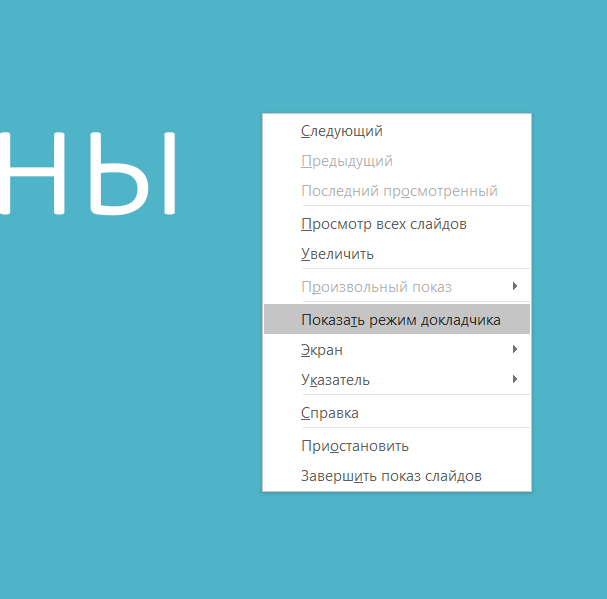 ны
Следующий
Предыдущий
Последний просмотренный
Просмотр всех слайдов
Увеличить
Произвольный показ
Показать режим докладчика
Экран
Указатель
Справка
Приостановить
Завершить показ слайдов